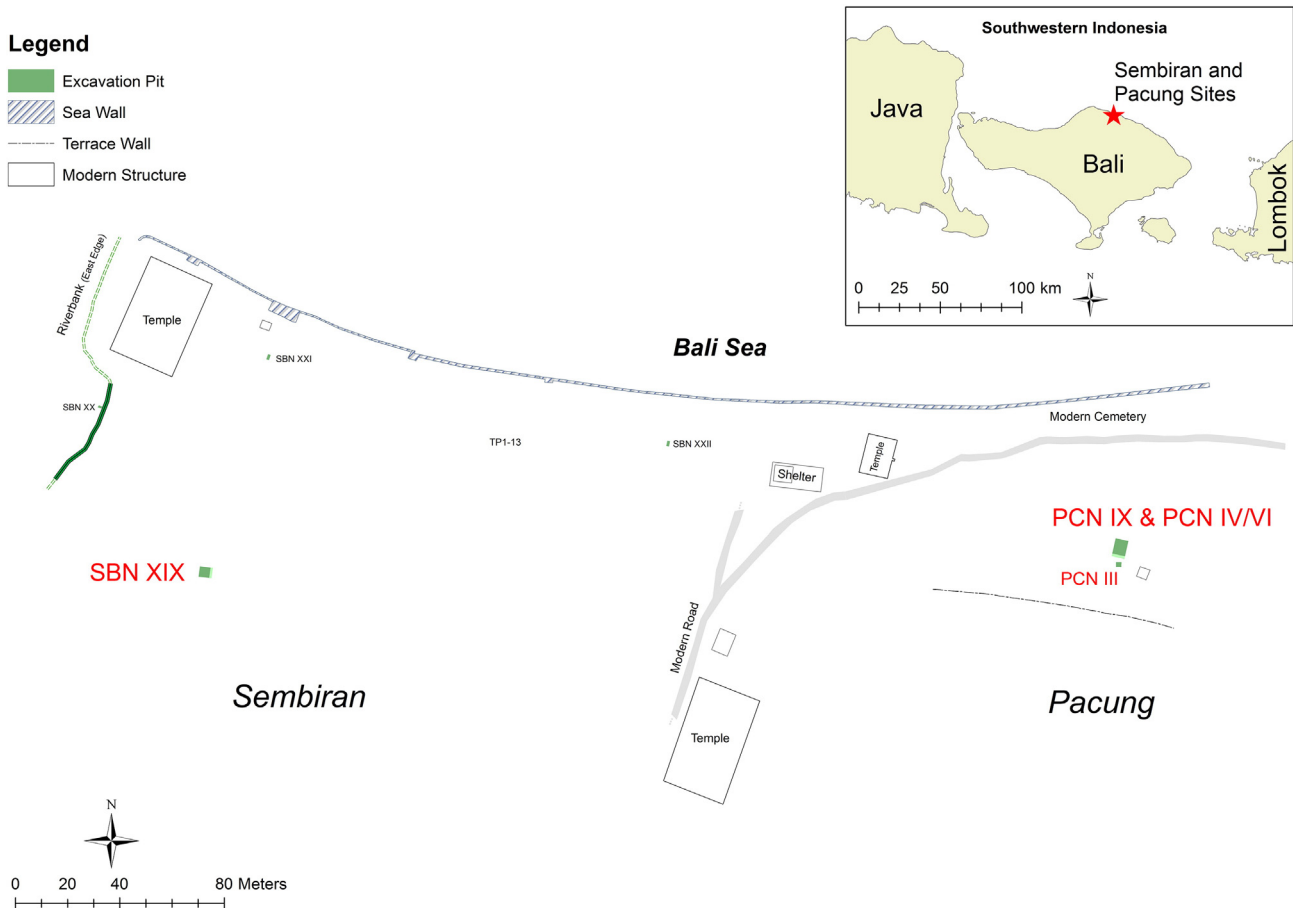 Legend
Excavation Pit
Sea Wall
Terrace Wall
Modern Structure
Southwestern Indonesia
Sembiran and
Pacung Sites
Java
Bali
Lombok
0 25 50 100 km
N
Riverbank (East Edge)
Temple
SBN XXI
Bali Sea
SBN XX
TP1-13
SBN XXII
Modern Cemetery
Temple
Shelter
PCN IX & PCN IV/VI
SBN XIX
PCN III
Modern Road
Sembiran
Pacung
Temple
N
0 20 40 80 Meters